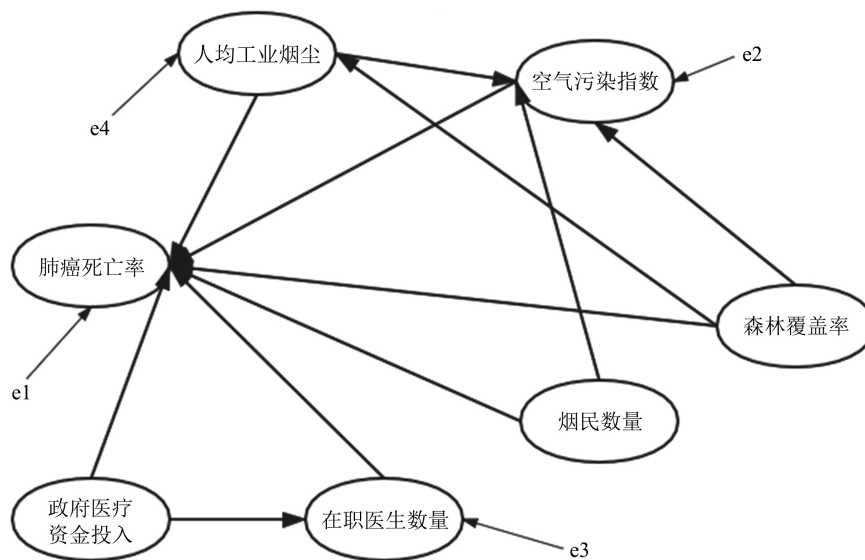 人均工业烟尘
空气污染指数
e2
e4
肺癌死亡率
森林覆盖率
e1
烟民数量
政府医疗
资金投入
在职医生数量
e3